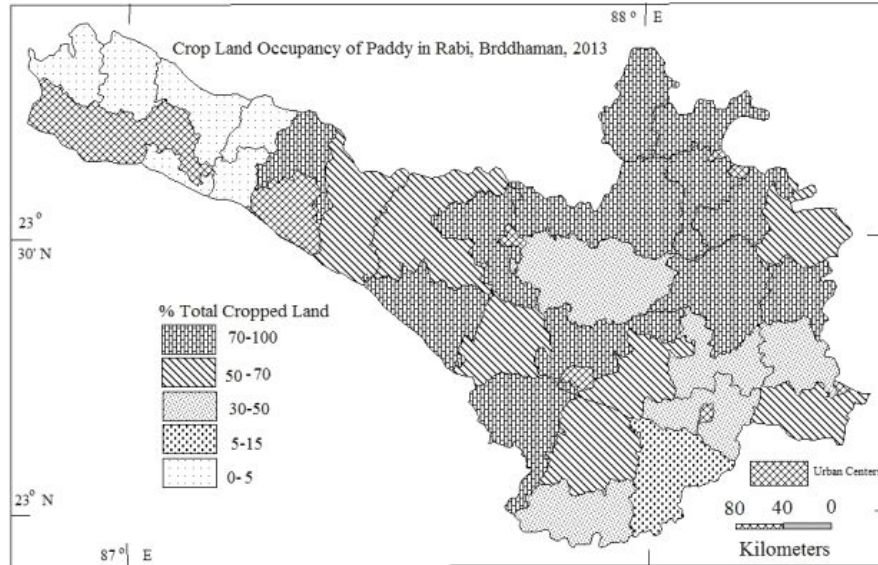 88° E
Crop Land Occupancy of Paddy in Rabi, Brddhaman, 2013
23°
30' N
% Total Cropped Land
70-100
50-70
30-50
5-15
0-5
Urban Centers
23° N
80 40 0
Kilometers
87° E